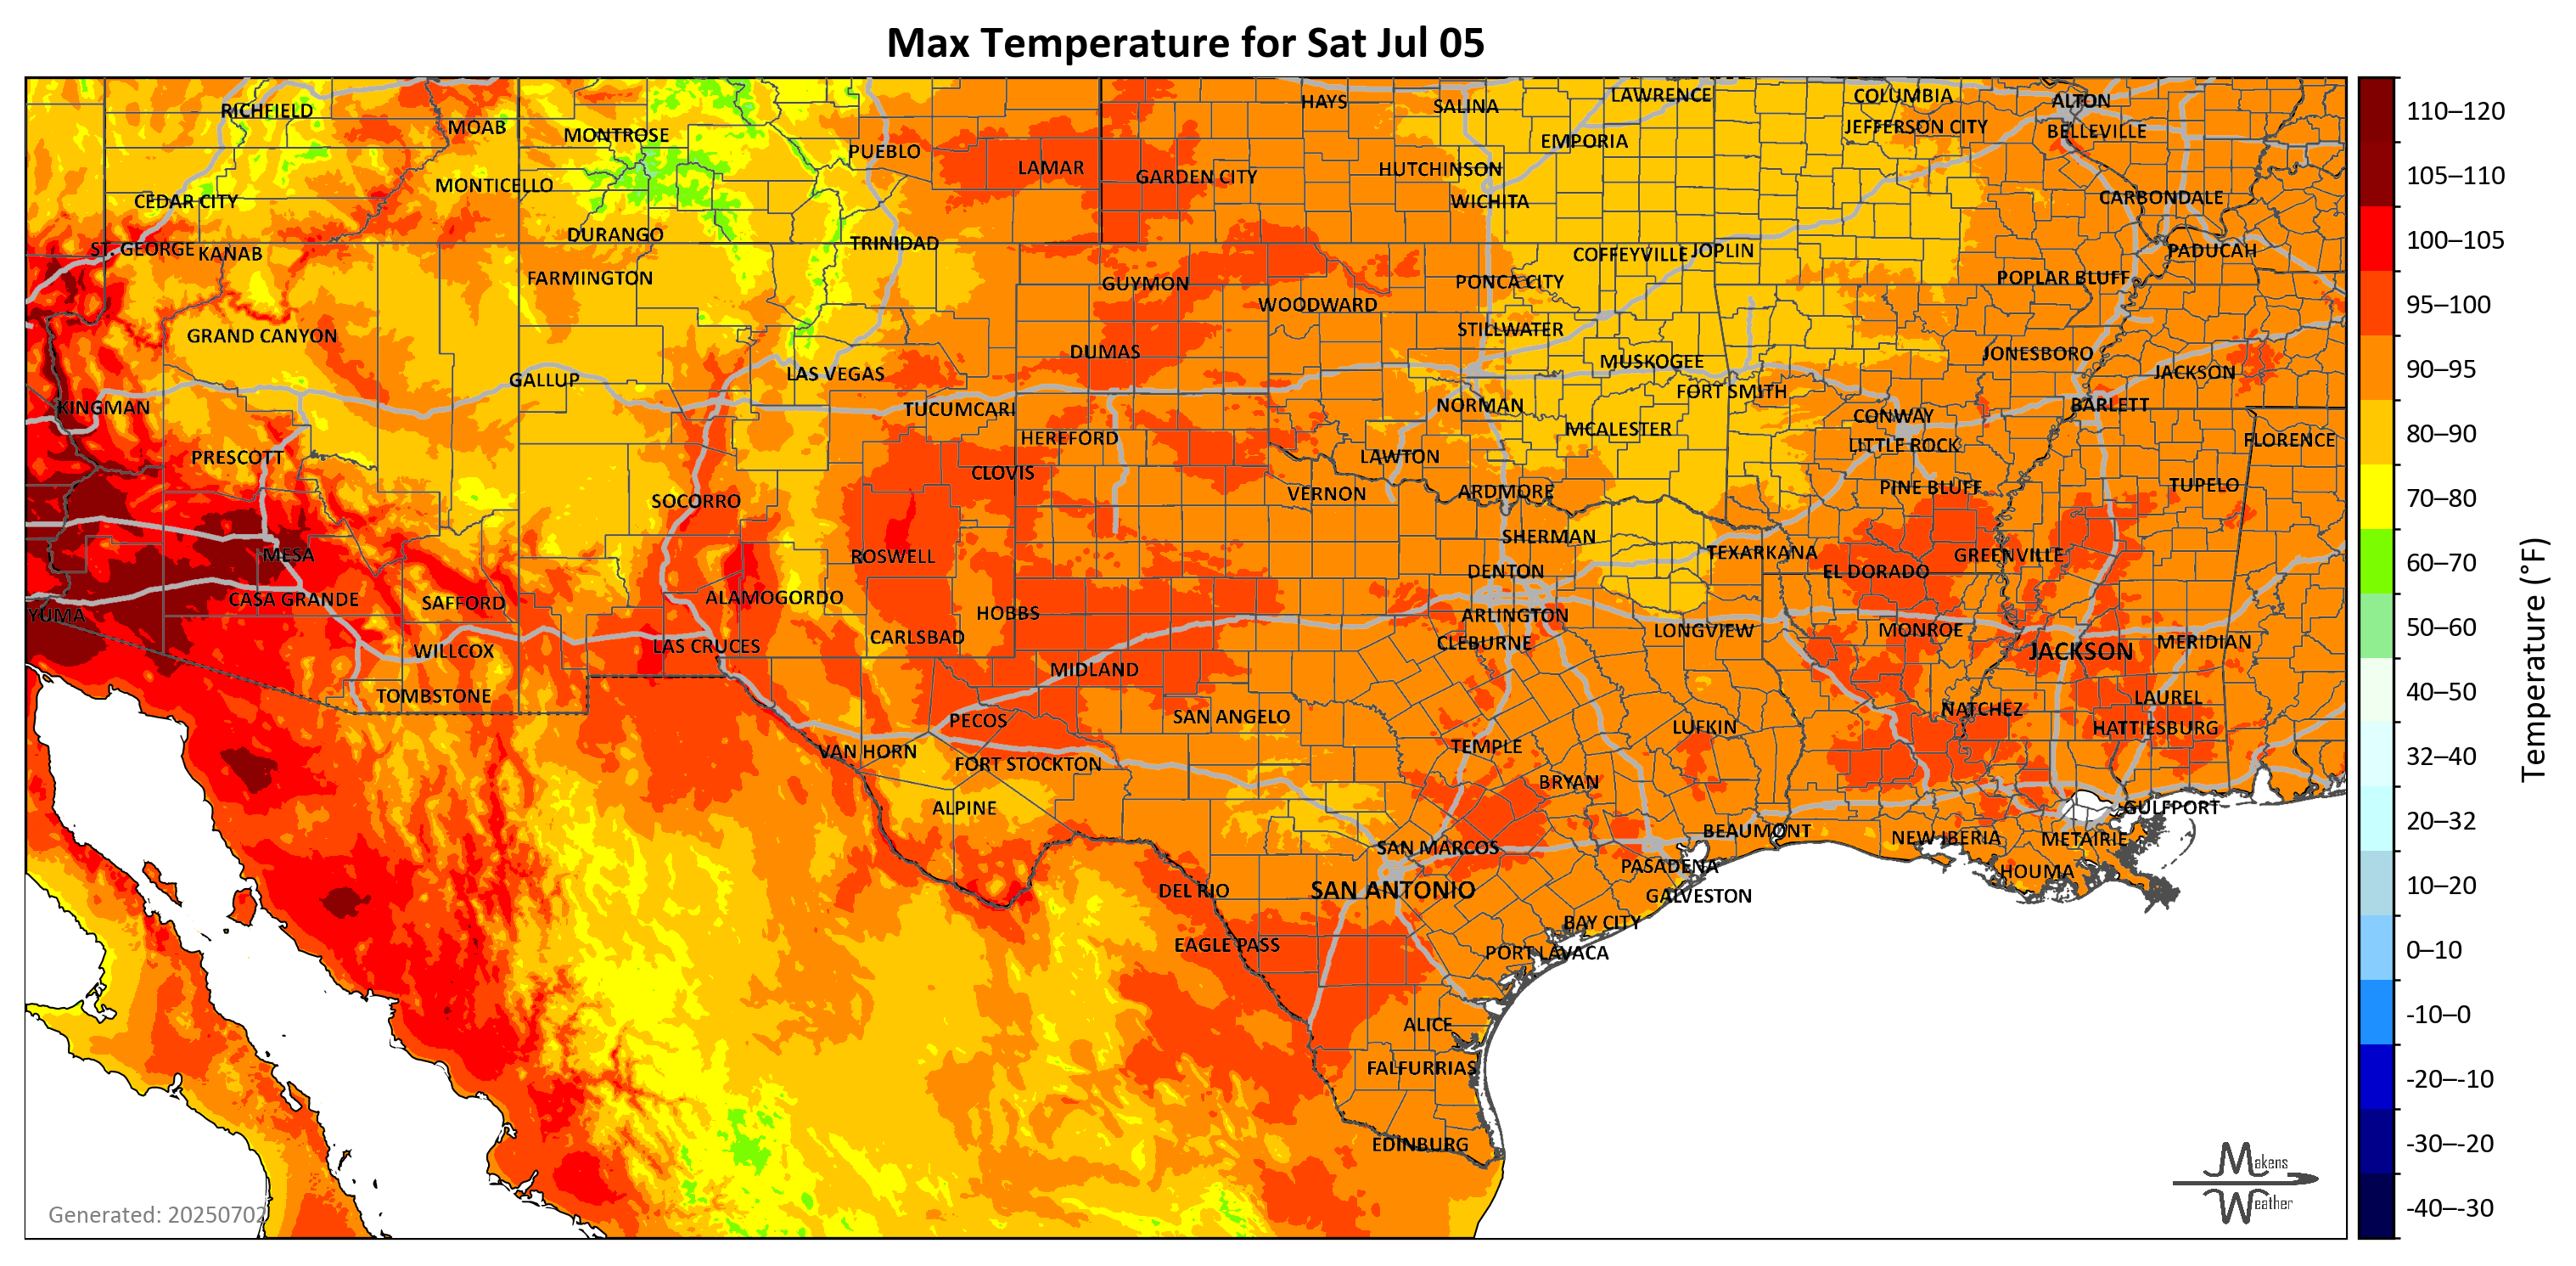 Max Temperature for Sat Jul 05
HAYS
SALINA
LAWRENCE
COLUMBIA
ALTON
RICHFIELD
MOAB
MONTROSE
PUEBLO
EMPORIA
JEFFERSON CITY
BELLEVILLE
LAMAR
GARDEN CITY
HUTCHINSON
MONTICELLO
CEDAR CITY
WICHITA
CARBONDALE
DURANGO
TRINIDAD
ST. GEORGE
KANAB
COFFEYVILLE
JOPLIN
PADUCAH
FARMINGTON
GUYMON
PONCA CITY
POPLAR BLUFF
WOODWARD
GRAND CANYON
STILLWATER
DUMAS
MUSKOGEE
JONESBORO
GALLUP
LAS VEGAS
FORT SMITH
JACKSON
KINGMAN
TUCUMCARI
NORMAN
BARLETT
HEREFORD
MCALESTER
CONWAY
FLORENCE
PRESCOTT
CLOVIS
LAWTON
LITTLE ROCK
SOCORRO
VERNON
ARDMORE
PINE BLUFF
TUPELO
MESA
ROSWELL
SHERMAN
TEXARKANA
GREENVILLE
DENTON
EL DORADO
YUMA
CASA GRANDE
SAFFORD
ALAMOGORDO
HOBBS
ARLINGTON
WILLCOX
LAS CRUCES
CARLSBAD
CLEBURNE
LONGVIEW
MONROE
JACKSON
MERIDIAN
MIDLAND
TOMBSTONE
PECOS
SAN ANGELO
LUFKIN
NATCHEZ
LAUREL
HATTIESBURG
VAN HORN
FORT STOCKTON
TEMPLE
BRYAN
ALPINE
GULFPORT
SAN MARCOS
BEAUMONT
NEW IBERIA
METAIRIE
PASADENA
HOUMA
DEL RIO
SAN ANTONIO
GALVESTON
BAY CITY
EAGLE PASS
PORT LAVACA
ALICE
FALFURRIAS
EDINBURG
Generated: 20250702
Makens
Weather
110–120
105–110
100–105
95–100
90–95
80–90
70–80
60–70
50–60
40–50
32–40
20–32
10–20
0–10
-10–0
-20–-10
-30–-20
-40–-30
Temperature (°F)